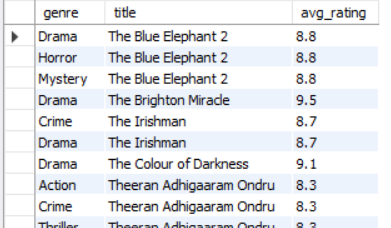 genre title avg_rating
Drama The Blue Elephant 2 8.8
Horror The Blue Elephant 2 8.8
Mystery The Blue Elephant 2 8.8
Drama The Brighton Miracle 9.5
Crime The Irishman 8.7
Drama The Irishman 8.7
Drama The Colour of Darkness 9.1
Action Theeran Adhigaaram Ondru 8.3
Crime Theeran Adhigaaram Ondru 8.3
Thriller Theeran Adhigaaram Ondru 8.3